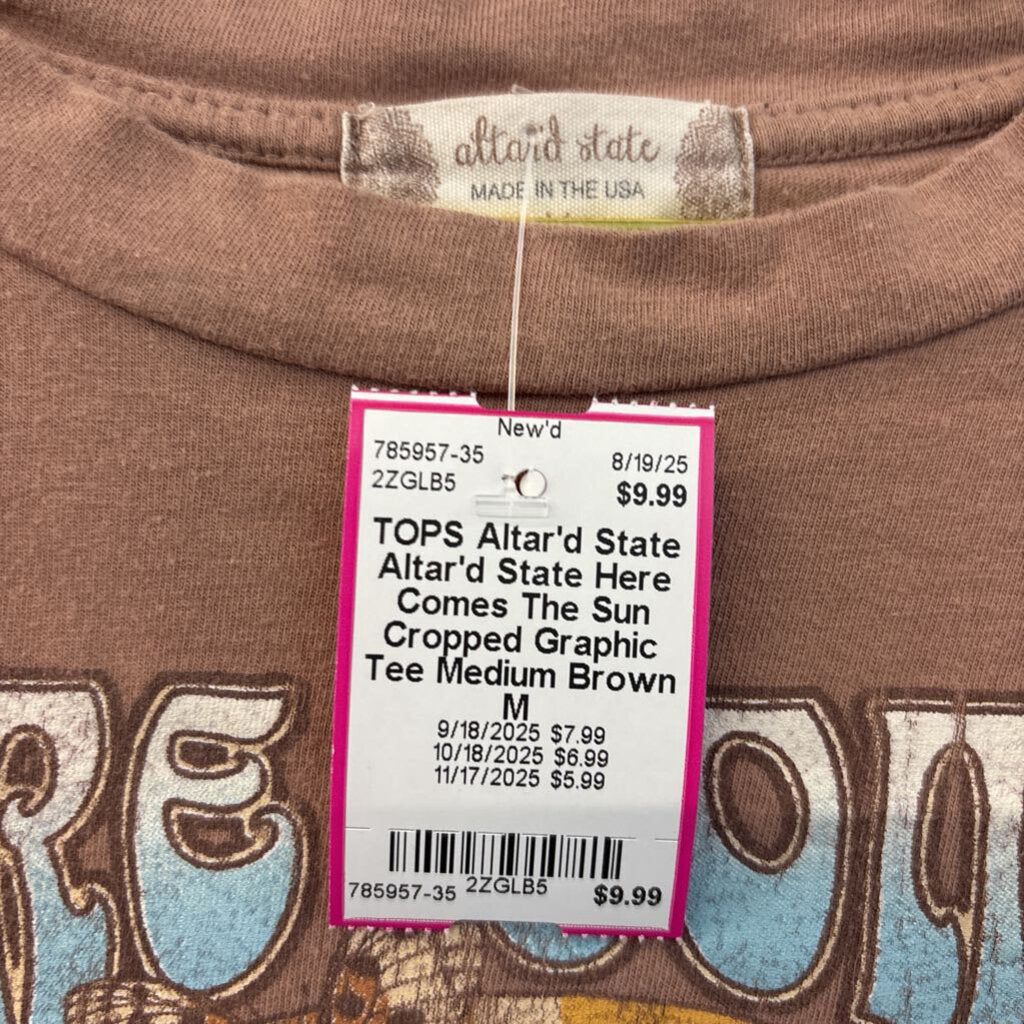 altar'd state
MADE IN THE USA
New'd
785957-35 8/19/25
2ZGLB5 $9.99
TOPS Altar'd State
Altar'd State Here
Comes The Sun
Cropped Graphic
Tee Medium Brown
M
9/18/2025 $7.99
10/18/2025 $6.99
11/17/2025 $5.99
785957-35 2ZGLB5 $9.99
RE COM